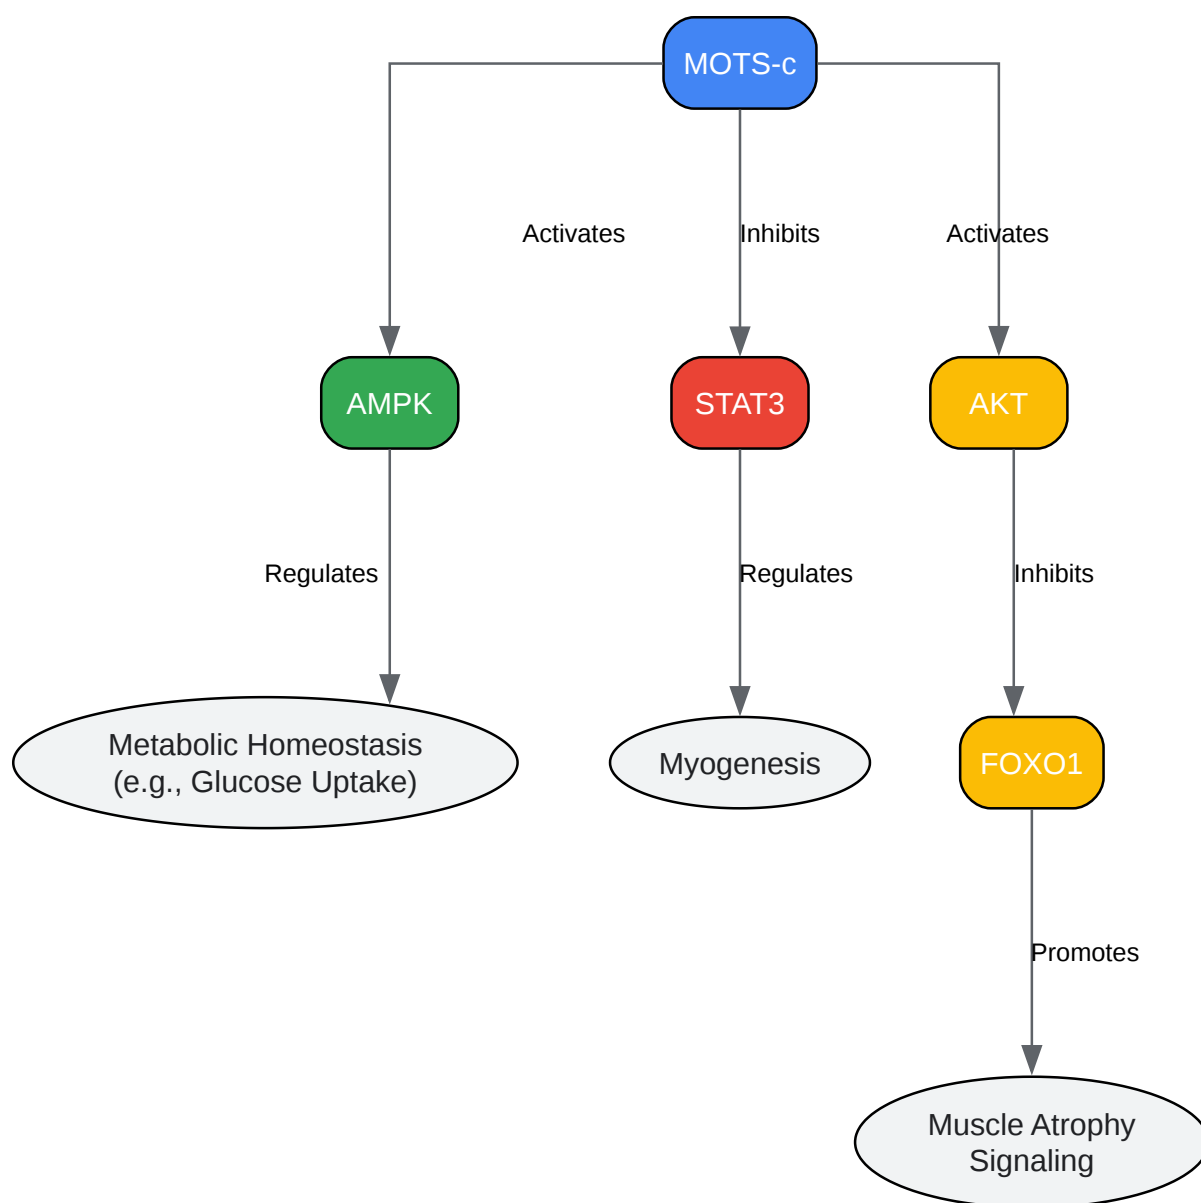 MOTS-c
Activates
Inhibits
Activates
AMPK
STAT3
AKT
Regulates
Regulates
Inhibits
Metabolic Homeostasis
(e.g., Glucose Uptake)
Myogenesis
FOXO1
Promotes
Muscle Atrophy
Signaling